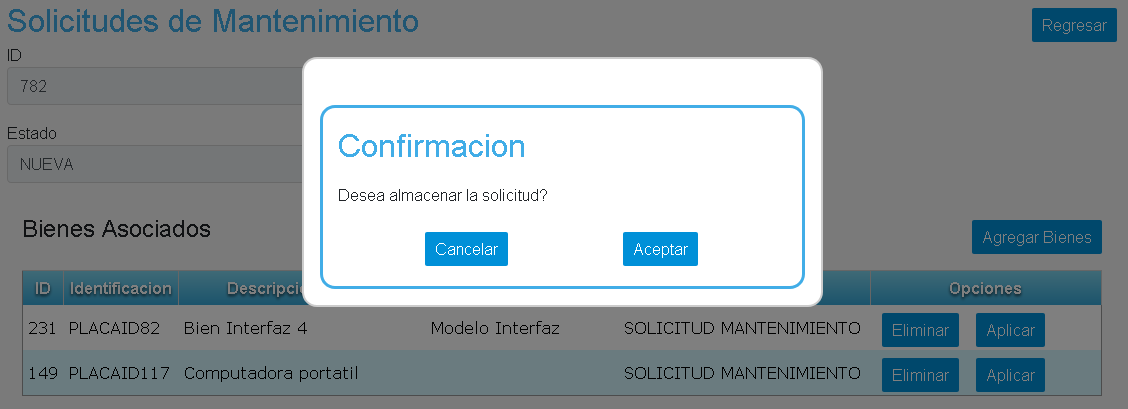 Solicitudes de Mantenimiento
Regresar
ID
782
Estado
NUEVA
Confirmacion
Desea almacenar la solicitud?
Cancelar Aceptar
Bienes Asociados
Agregar Bienes
ID Identificacion Opciones
231 PLACAID82 Bien Interfaz 4 Modelo Interfaz SOLICITUD MANTENIMIENTO Eliminar Aplicar
149 PLACAID117 Computadora portatil SOLICITUD MANTENIMIENTO Eliminar Aplicar